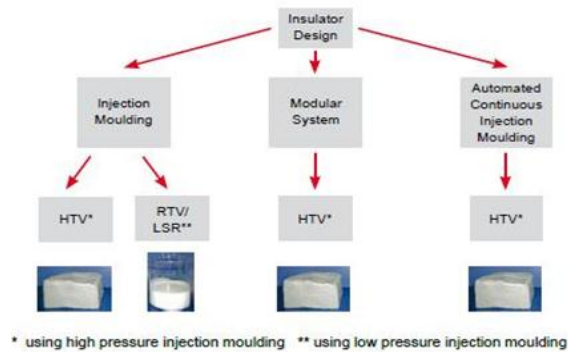 Insulator
Design
Injection
Moulding
Modular
System
Automated
Continuous
Injection
Moulding
HTV*
RTV/
LSR**
HTV*
HTV*
* using high pressure injection moulding ** using low pressure injection moulding